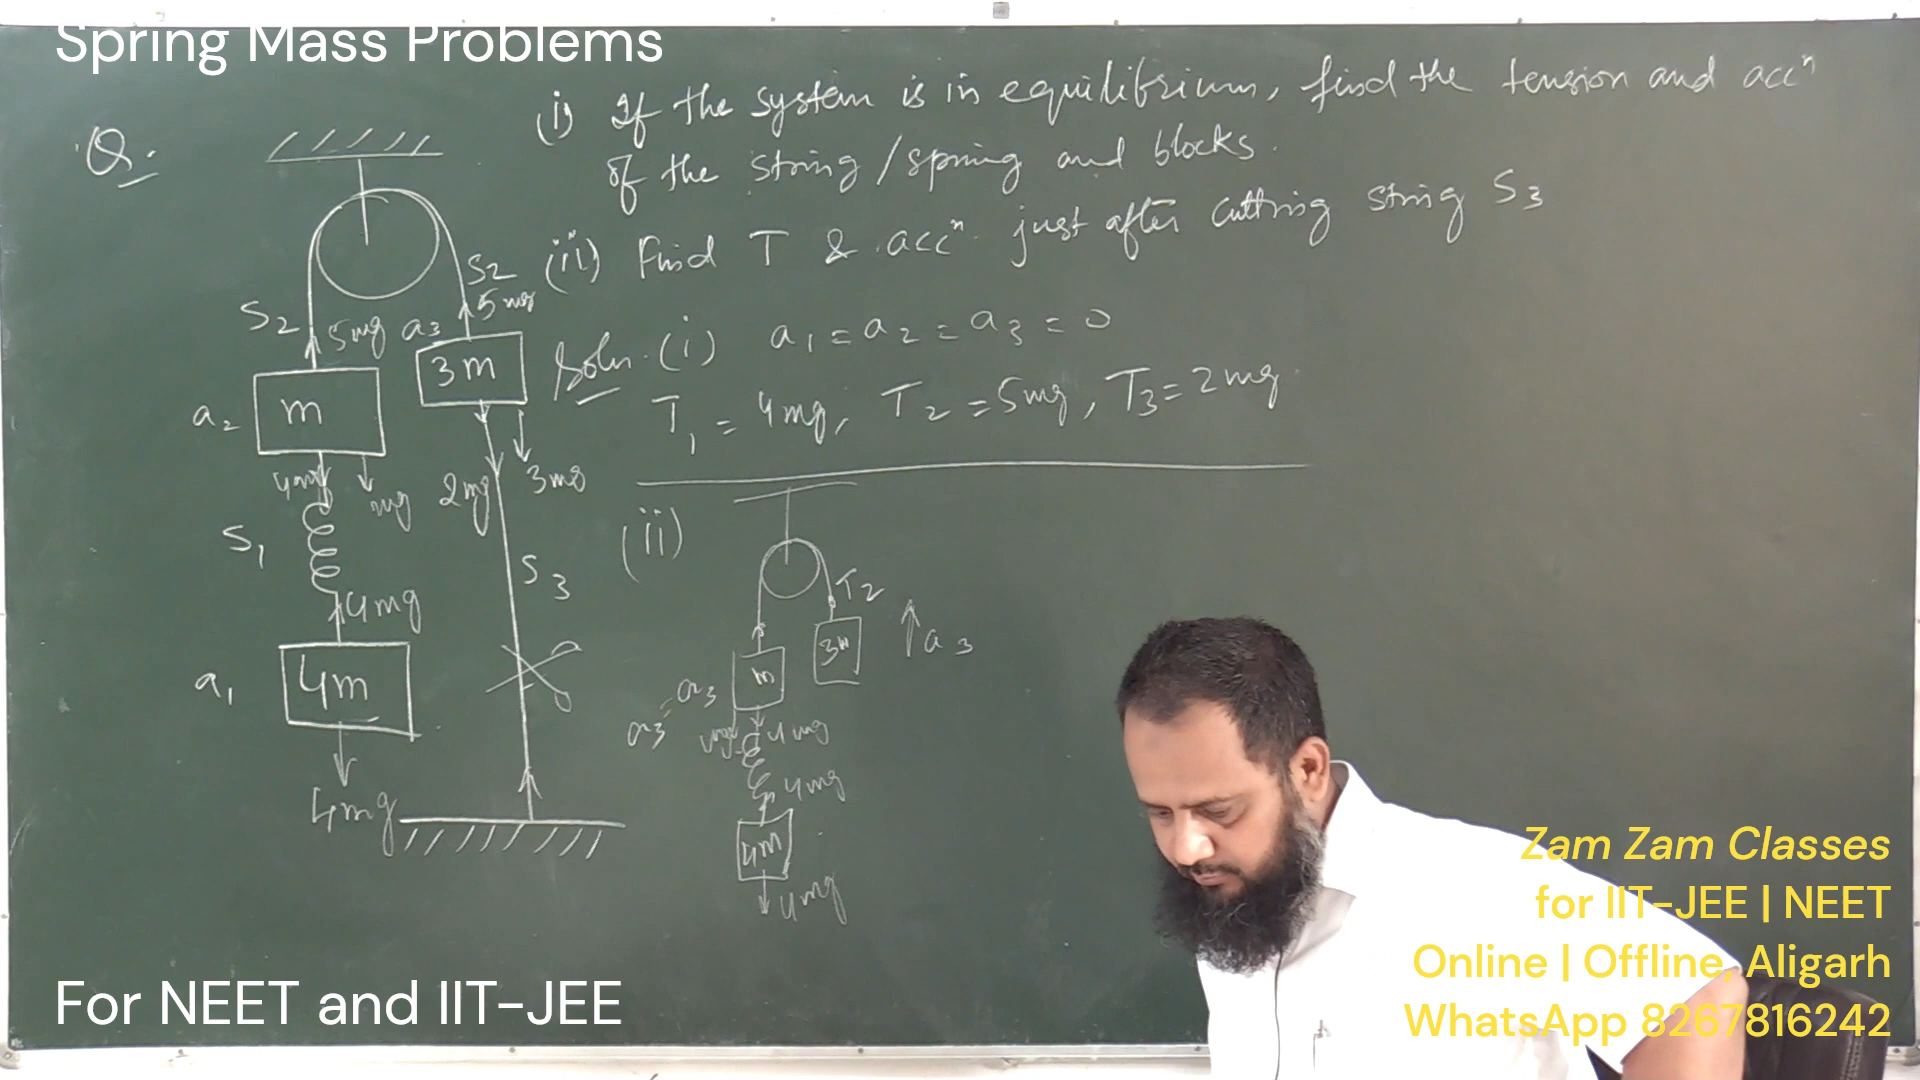 Spring Mass Problems
Q.
(i) If the system is in equilibrium, find the tension and accⁿ
of the string/spring and blocks.
(ii) Find T & accⁿ just after cutting string S3
S2
5mg
S2
5mg
a3
3m
m
a2
4mg
mg
2mg
3mg
S1
S3
4mg
4m
a1
4mg
Soln. (i) a1 = a2 = a3 = 0
T1 = 4mg, T2 = 5mg, T3 = 2mg
(ii)
T2
3m
a3
m
a3 = a3
mg
4mg
4mg
4m
4mg
Zam Zam Classes
for IIT-JEE | NEET
Online | Offline, Aligarh
WhatsApp 8267816242
For NEET and IIT-JEE